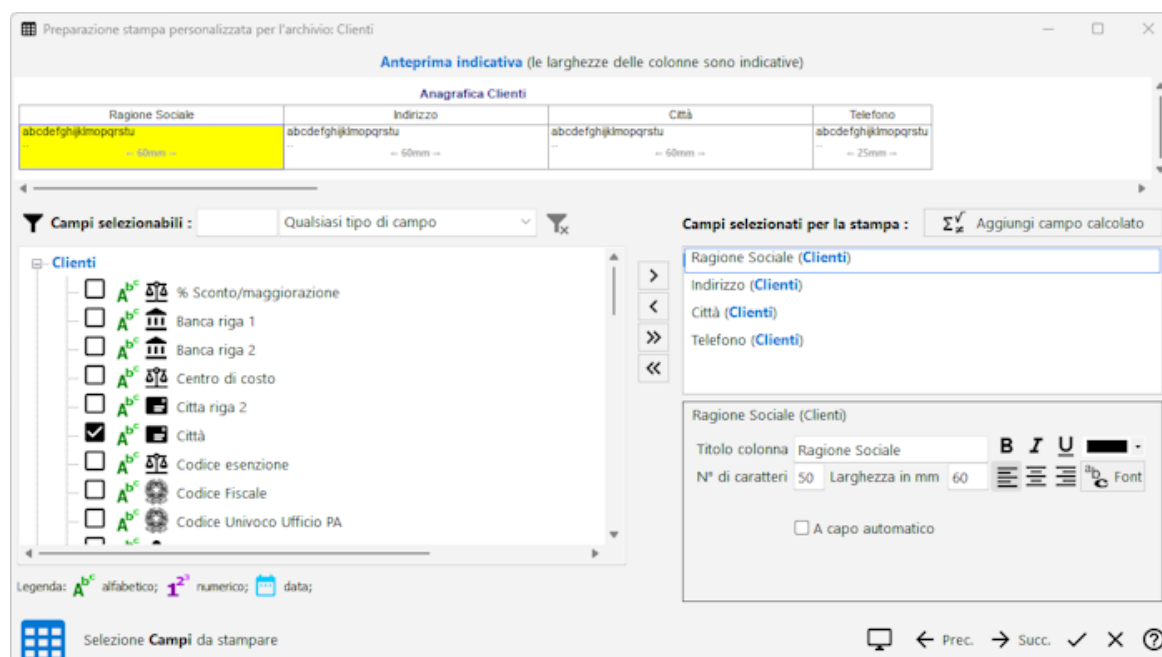 Preparazione stampa personalizzata per l'archivio: Clienti
Anteprima indicativa (le larghezze delle colonne sono indicative)
Anagrafica Clienti
Ragione Sociale Indirizzo Città Telefono
abcdefghijklmopqrstu abcdefghijklmopqrstu abcdefghijklmopqrstu abcdefghijklmopqrstu
-- 60mm -- -- 60mm -- -- 60mm -- -- 25mm --
Campi selezionabili : Qualsiasi tipo di campo
Campi selezionati per la stampa : Aggiungi campo calcolato
Clienti
% Sconto/maggiorazione
Banca riga 1
Banca riga 2
Centro di costo
Citta riga 2
Città
Codice esenzione
Codice Fiscale
Codice Univoco Ufficio PA
Ragione Sociale (Clienti)
Indirizzo (Clienti)
Città (Clienti)
Telefono (Clienti)
Ragione Sociale (Clienti)
Titolo colonna Ragione Sociale B I U
N° di caratteri 50 Larghezza in mm 60 Font
A capo automatico
Legenda: alfabetico; numerico; data;
Selezione Campi da stampare
Prec. Succ.